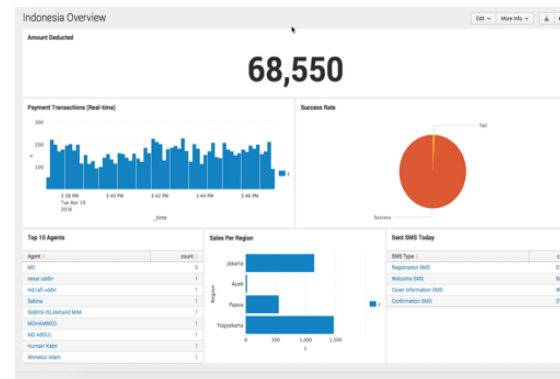 Indonesia Overview
Edit
More Info
Amount Deducted
68,550
Payment Transactions (Real-time)
300
200
100
3:38 PM
Tue Apr 19
2016
3:40 PM
3:42 PM
3:44 PM
3:46 PM
_time
Success Rate
Fail
Success
Top 10 Agents
Agent
count
MD
3
nesar uddin
1
md rafi uddin
1
Sabina
1
1
MOHAMMED
1
MD ABDUL
1
Humain Kabir
1
Ahmedul Islam
1
Sales Per Region
Region
Jakarta
Aceh
Papua
Yogyakarta
500
1,000
1,500
Sent SMS Today
SMS Type
Registration SMS
Welcome SMS
Cover Information SMS
Confirmation SMS